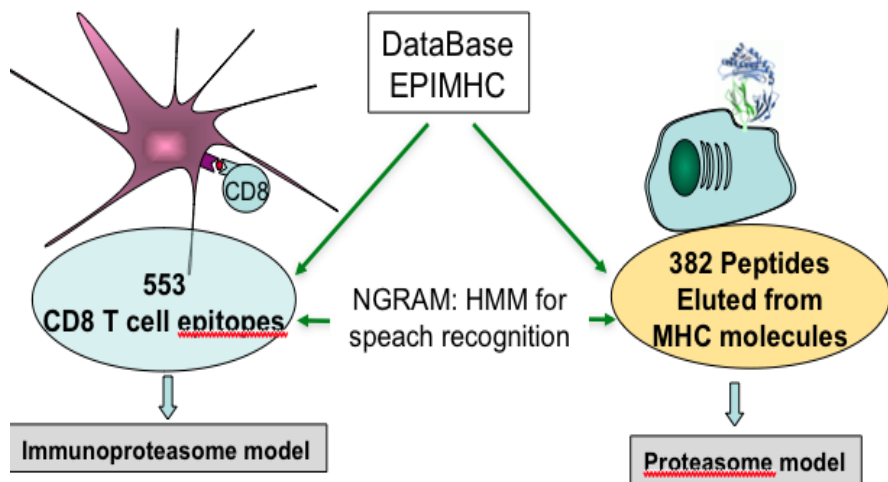 DataBase
EPIMHC
CD8
553
CD8 T cell epitopes
NGRAM: HMM for
speach recognition
382 Peptides
Eluted from
MHC molecules
Immunoproteasome model
Proteasome model